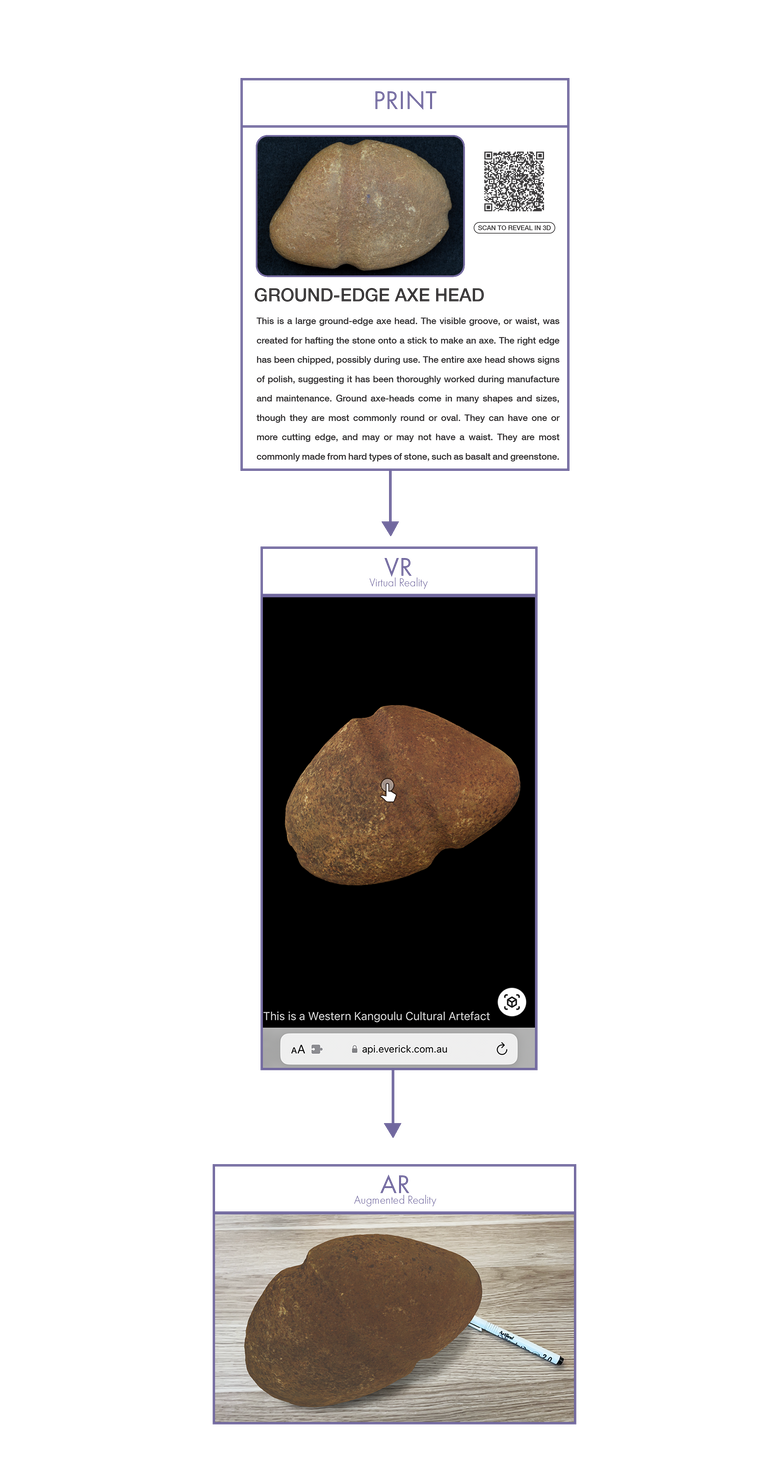 PRINT
SCAN TO REVEAL IN 3D
GROUND-EDGE AXE HEAD
This is a large ground-edge axe head. The visible groove, or waist, was
created for hafting the stone onto a stick to make an axe. The right edge
has been chipped, possibly during use. The entire axe head shows signs
of polish, suggesting it has been thoroughly worked during manufacture
and maintenance. Ground axe-heads come in many shapes and sizes,
though they are most commonly round or oval. They can have one or
more cutting edge, and may or may not have a waist. They are most
commonly made from hard types of stone, such as basalt and greenstone.
VR
Virtual Reality
This is a Western Kangoulu Cultural Artefact
AA
api.everick.com.au
AR
Augmented Reality
2.0